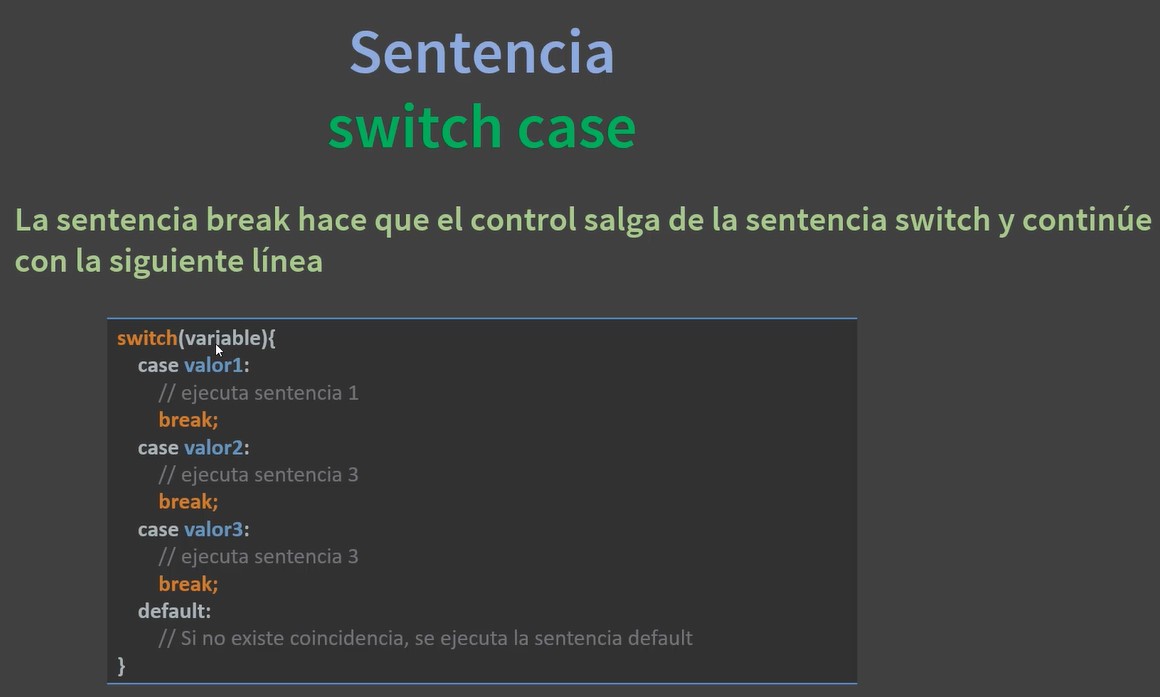 Sentencia
switch case
La sentencia break hace que el control salga de la sentencia switch y continúe
con la siguiente línea
switch(variable){
case valor1:
// ejecuta sentencia 1
break;
case valor2:
// ejecuta sentencia 3
break;
case valor3:
// ejecuta sentencia 3
break;
default:
// Si no existe coincidencia, se ejecuta la sentencia default
}